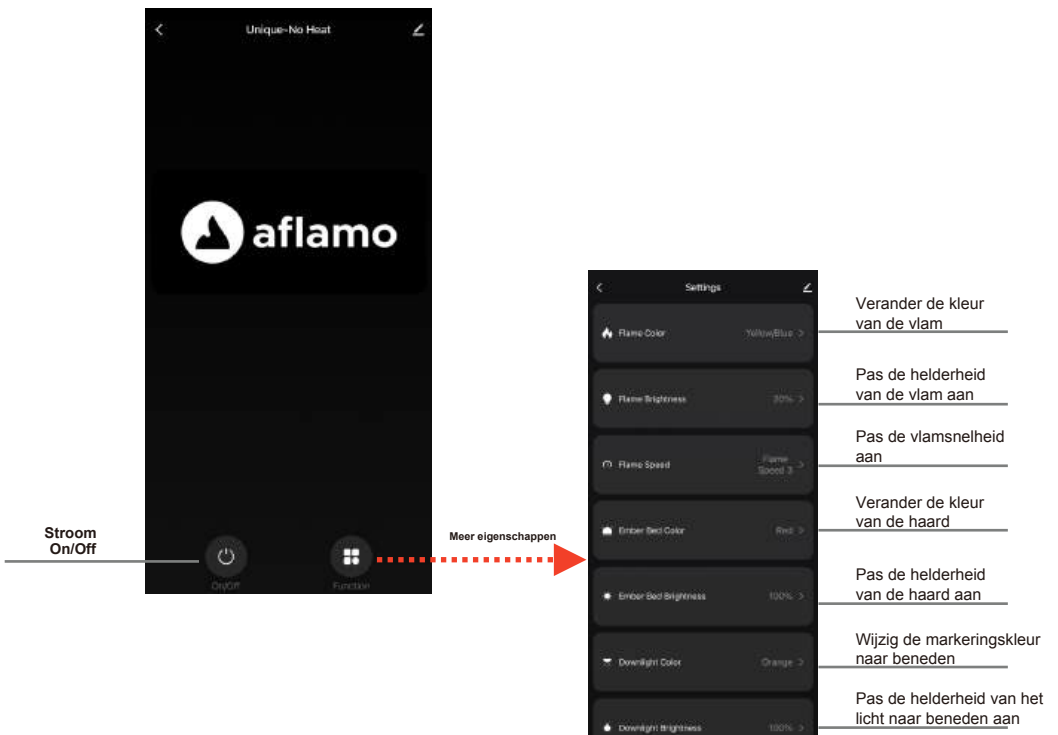 Unique-No Heat
aflamo
Stroom
On/Off
On/Off
Function
Meer eigenschappen
Settings
Flame Color
Yellow/Blue
Verander de kleur
van de vlam
Flame Brightness
30%
Pas de helderheid
van de vlam aan
Flame Speed
Flame
Speed 3
Pas de vlamsnelheid
aan
Ember Bed Color
Red
Verander de kleur
van de haard
Ember Bed Brightness
100%
Pas de helderheid
van de haard aan
Downlight Color
Orange
Wijzig de markeringskleur
naar beneden
Downlight Brightness
100%
Pas de helderheid van het
licht naar beneden aan